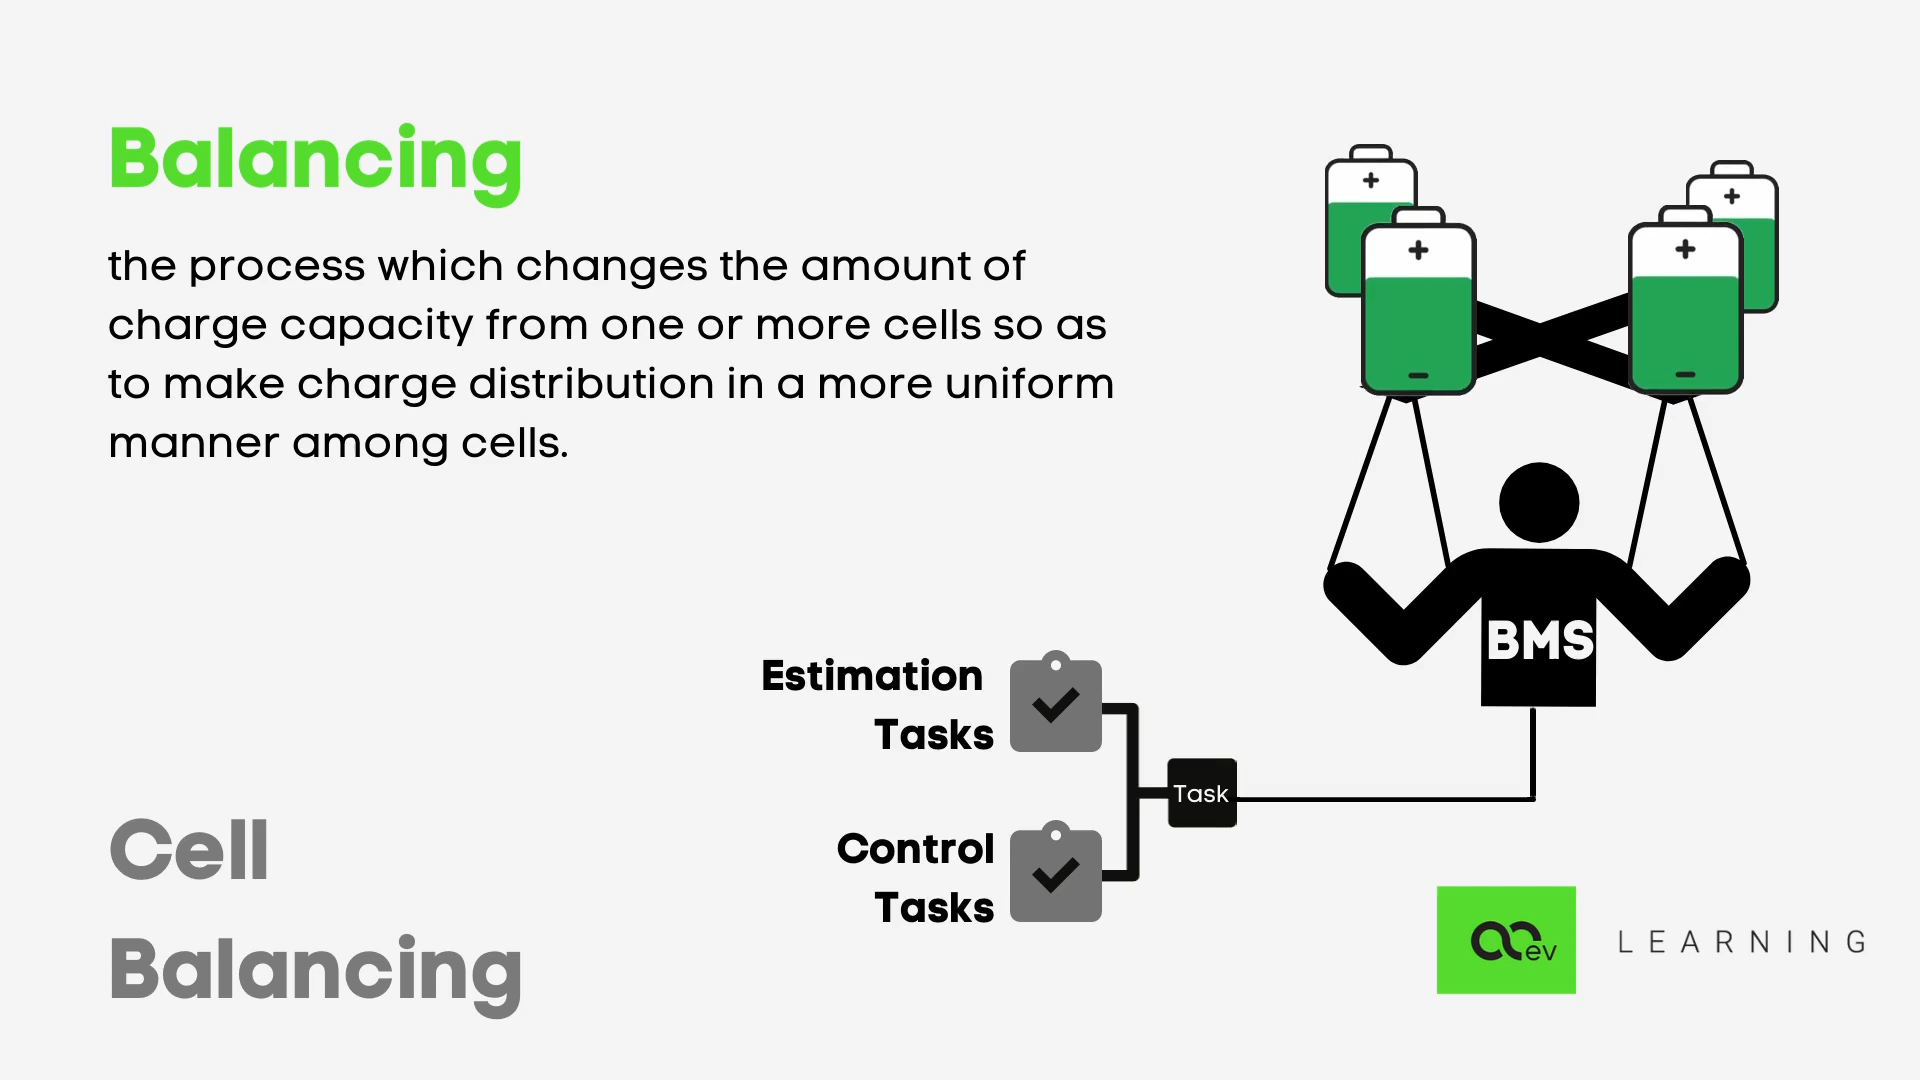 Balancing
the process which changes the amount of
charge capacity from one or more cells so as
to make charge distribution in a more uniform
manner among cells.
BMS
Estimation
Tasks
Task
Control
Tasks
Cell
Balancing
ev
LEARNING